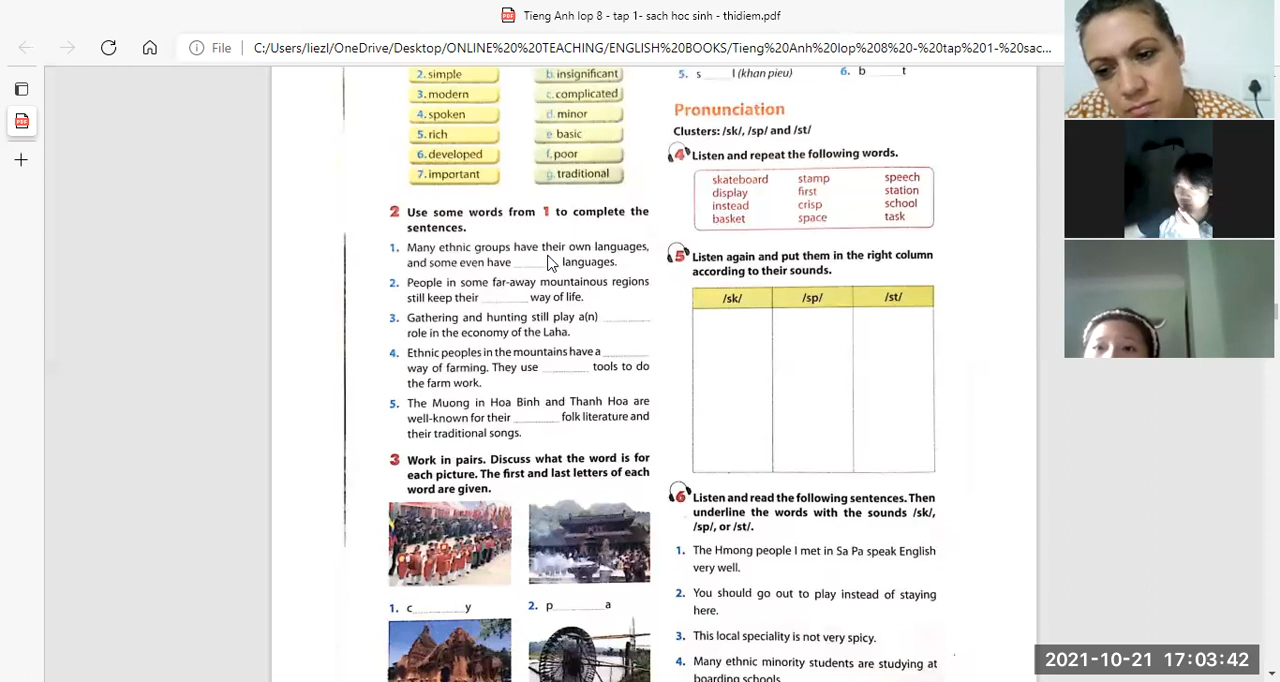 Tieng Anh lop 8 - tap 1- sach hoc sinh - thidiem.pdf
File
C:/Users/liezl/OneDrive/Desktop/ONLINE%20%20TEACHING/ENGLISH%20BOOKS/Tieng%20Anh%20lop%208%20-%20tap%201-%20sac...
2. simple
3. modern
4. spoken
5. rich
6. developed
7. important
b. insignificant
c. complicated
d. minor
e. basic
f. poor
g. traditional
2 Use some words from 1 to complete the
sentences.
1. Many ethnic groups have their own languages,
and some even have ______ languages.
2. People in some far-away mountainous regions
still keep their ______ way of life.
3. Gathering and hunting still play a(n) ______
role in the economy of the Laha.
4. Ethnic peoples in the mountains have a ______
way of farming. They use ______ tools to do
the farm work.
5. The Muong in Hoa Binh and Thanh Hoa are
well-known for their ______ folk literature and
their traditional songs.
3 Work in pairs. Discuss what the word is for
each picture. The first and last letters of each
word are given.
1. c______y
2. p______a
5. s____l (khan pieu)
6. b____t
Pronunciation
Clusters: /sk/, /sp/ and /st/
4 Listen and repeat the following words.
skateboard stamp speech
display first station
instead crisp school
basket space task
5 Listen again and put them in the right column
according to their sounds.
/sk/ /sp/ /st/
6 Listen and read the following sentences. Then
underline the words with the sounds /sk/,
/sp/, or /st/.
1. The Hmong people I met in Sa Pa speak English
very well.
2. You should go out to play instead of staying
here.
3. This local speciality is not very spicy.
4. Many ethnic minority students are studying at
boarding schools.
2021-10-21 17:03:42